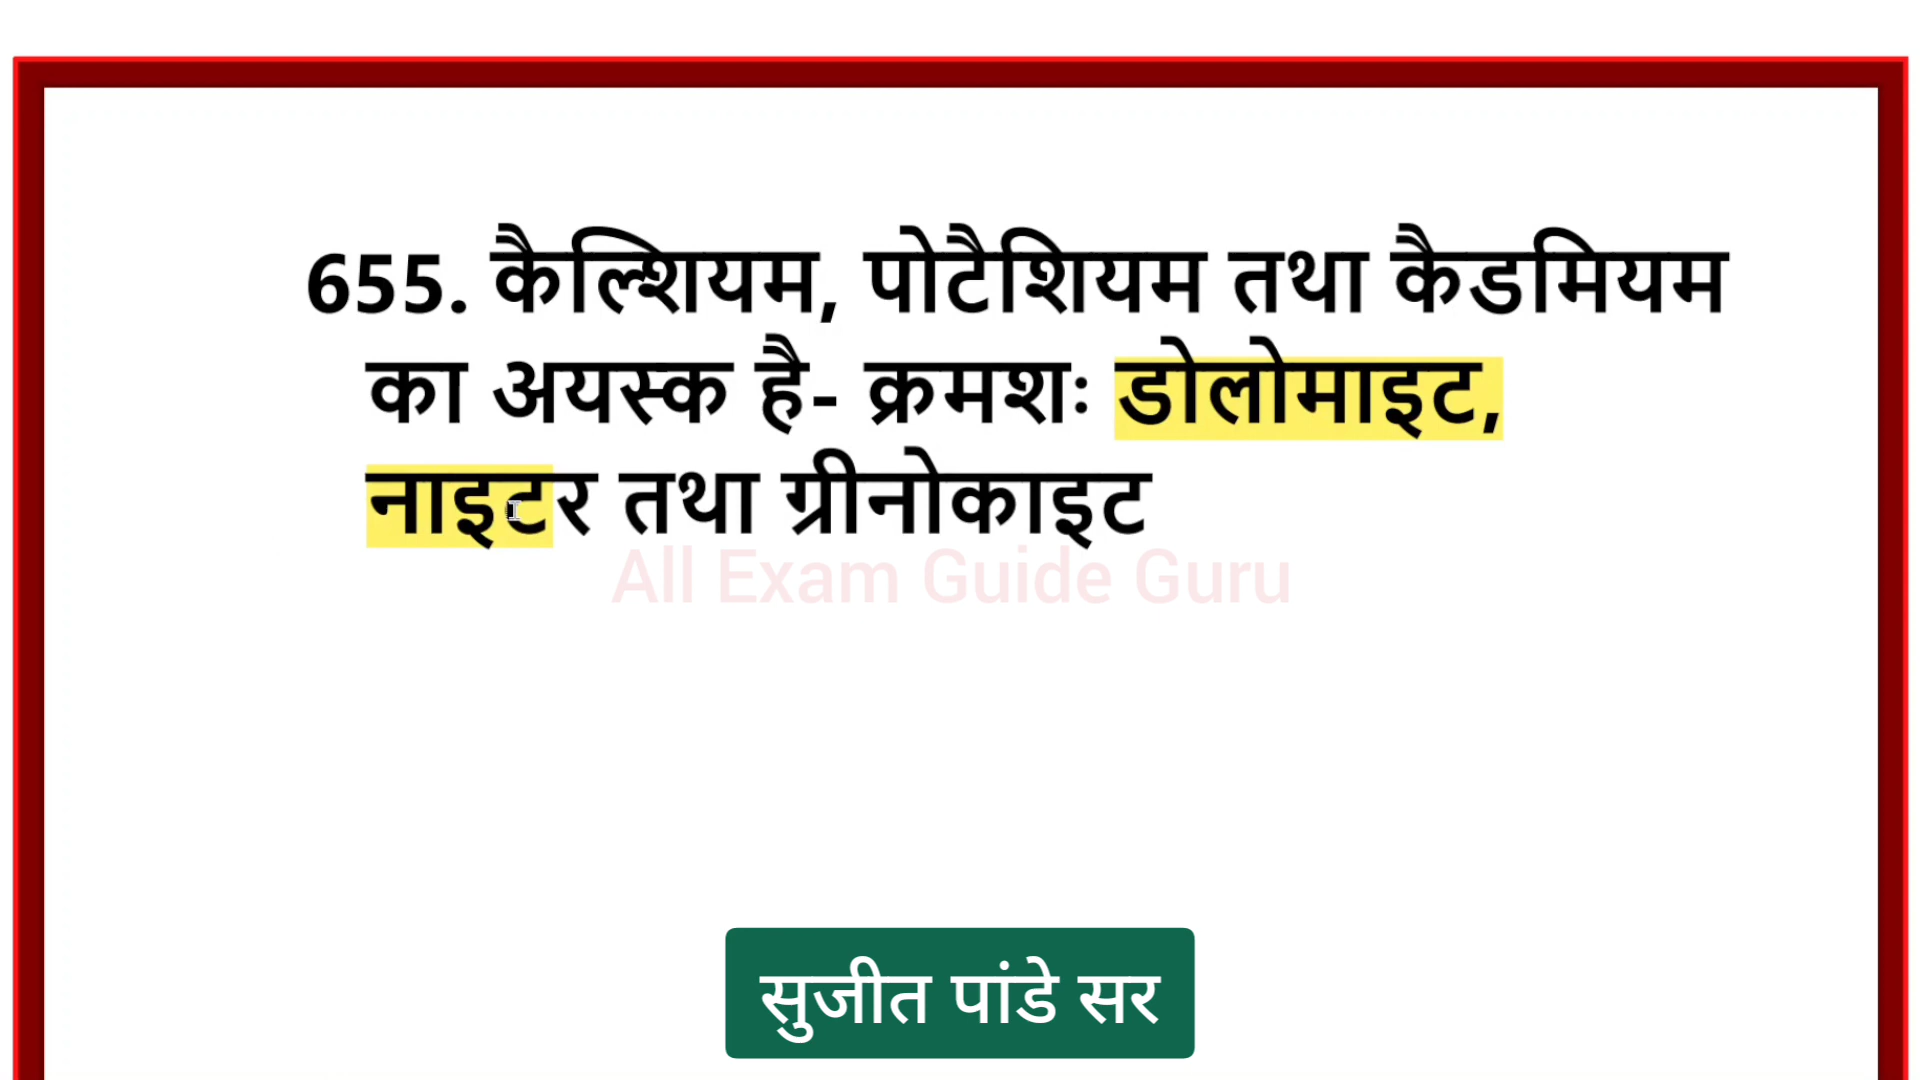 655. कैल्शियम, पोटैशियम तथा कैडमियम
का अयस्क है- क्रमशः डोलोमाइट,
नाइटर तथा ग्रीनोकाइट
All Exam Guide Guru
सुजीत पांडे सर